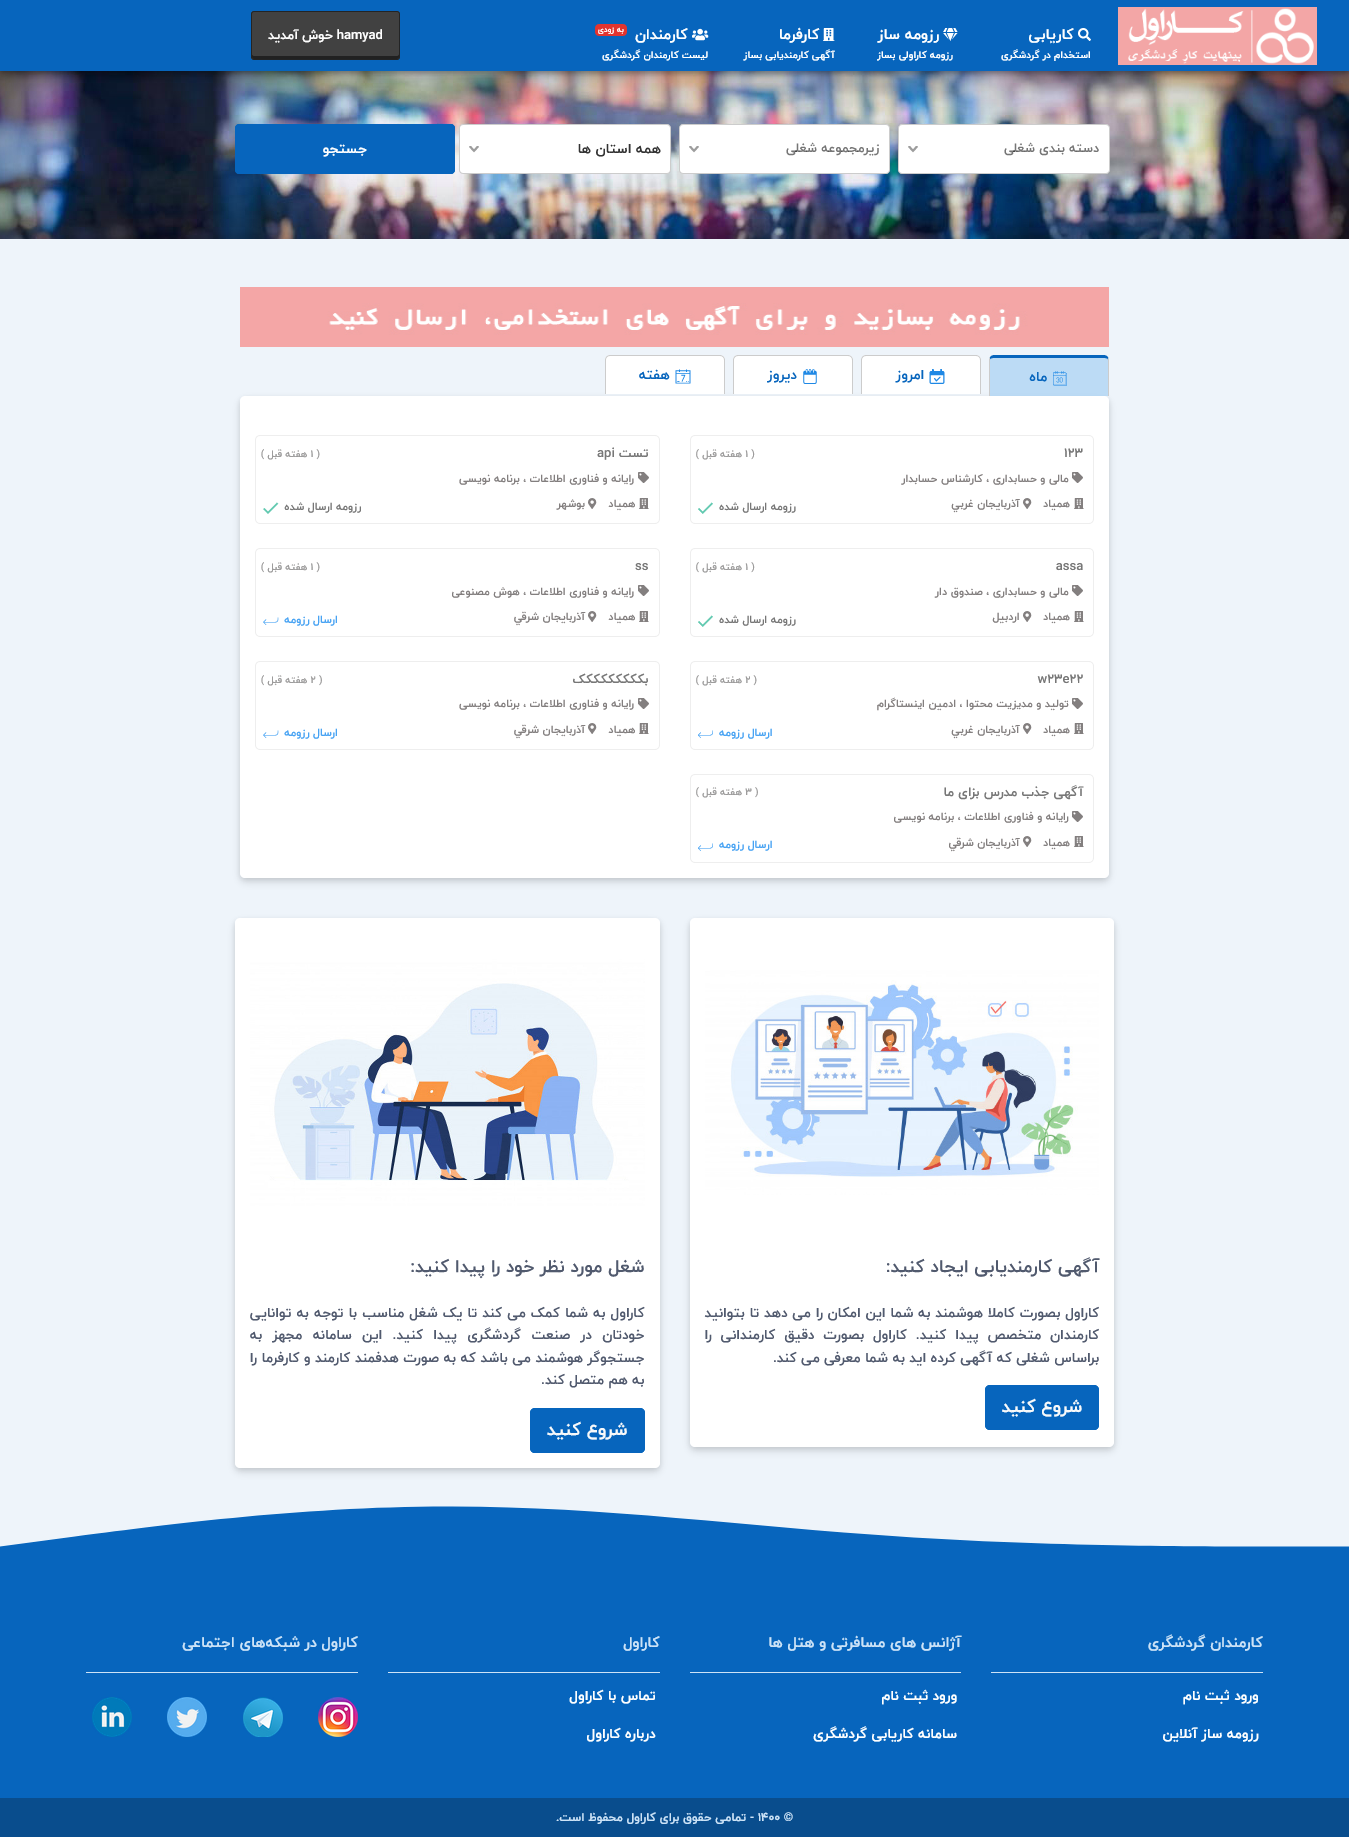 کاراول
بینهایت کار گردشگری
کاریابی
استخدام در گردشگری
رزومه ساز
رزومه کاراولی بساز
کارفرما
آگهی کارمندیابی بساز
کارمندان به زودی
لیست کارمندان گردشگری
hamyad خوش آمدید
دسته بندی شغلی
زیرمجموعه شغلی
همه استان ها
جستجو
رزومه بسازید و برای آگهی های استخدامی، ارسال کنید
30 ماه
امروز
دیروز
7 هفته
۱۲۳ ( ۱ هفته قبل )
مالی و حسابداری ، کارشناس حسابدار
همیاد آذربایجان غربي
رزومه ارسال شده
تست api ( ۱ هفته قبل )
رایانه و فناوری اطلاعات ، برنامه نویسی
همیاد بوشهر
رزومه ارسال شده
assa ( ۱ هفته قبل )
مالی و حسابداری ، صندوق دار
همیاد اردبیل
رزومه ارسال شده
ss ( ۱ هفته قبل )
رایانه و فناوری اطلاعات ، هوش مصنوعی
همیاد آذربایجان شرقي
ارسال رزومه
w۲۳e۲۲ ( ۲ هفته قبل )
تولید و مدیزیت محتوا ، ادمین اینستاگرام
همیاد آذربایجان غربي
ارسال رزومه
بککککککککک ( ۲ هفته قبل )
رایانه و فناوری اطلاعات ، برنامه نویسی
همیاد آذربایجان شرقي
ارسال رزومه
آگهی جذب مدرس بزای ما ( ۳ هفته قبل )
رایانه و فناوری اطلاعات ، برنامه نویسی
همیاد آذربایجان شرقي
ارسال رزومه
آگهی کارمندیابی ایجاد کنید:
کاراول بصورت کاملا هوشمند به شما این امکان را می دهد تا بتوانید
کارمندان متخصص پیدا کنید. کاراول بصورت دقیق کارمندانی را
براساس شغلی که آگهی کرده اید به شما معرفی می کند.
شروع کنید
شغل مورد نظر خود را پیدا کنید:
کاراول به شما کمک می کند تا یک شغل مناسب با توجه به توانایی
خودتان در صنعت گردشگری پیدا کنید. این سامانه مجهز به
جستجوگر هوشمند می باشد که به صورت هدفمند کارمند و کارفرما را
به هم متصل کند.
شروع کنید
کارمندان گردشگری
ورود ثبت نام
رزومه ساز آنلاین
آژانس های مسافرتی و هتل ها
ورود ثبت نام
سامانه کاریابی گردشگری
کاراول
تماس با کاراول
درباره کاراول
کاراول در شبکه‌های اجتماعی
in
© ۱۴۰۰ - تمامی حقوق برای کاراول محفوظ است.